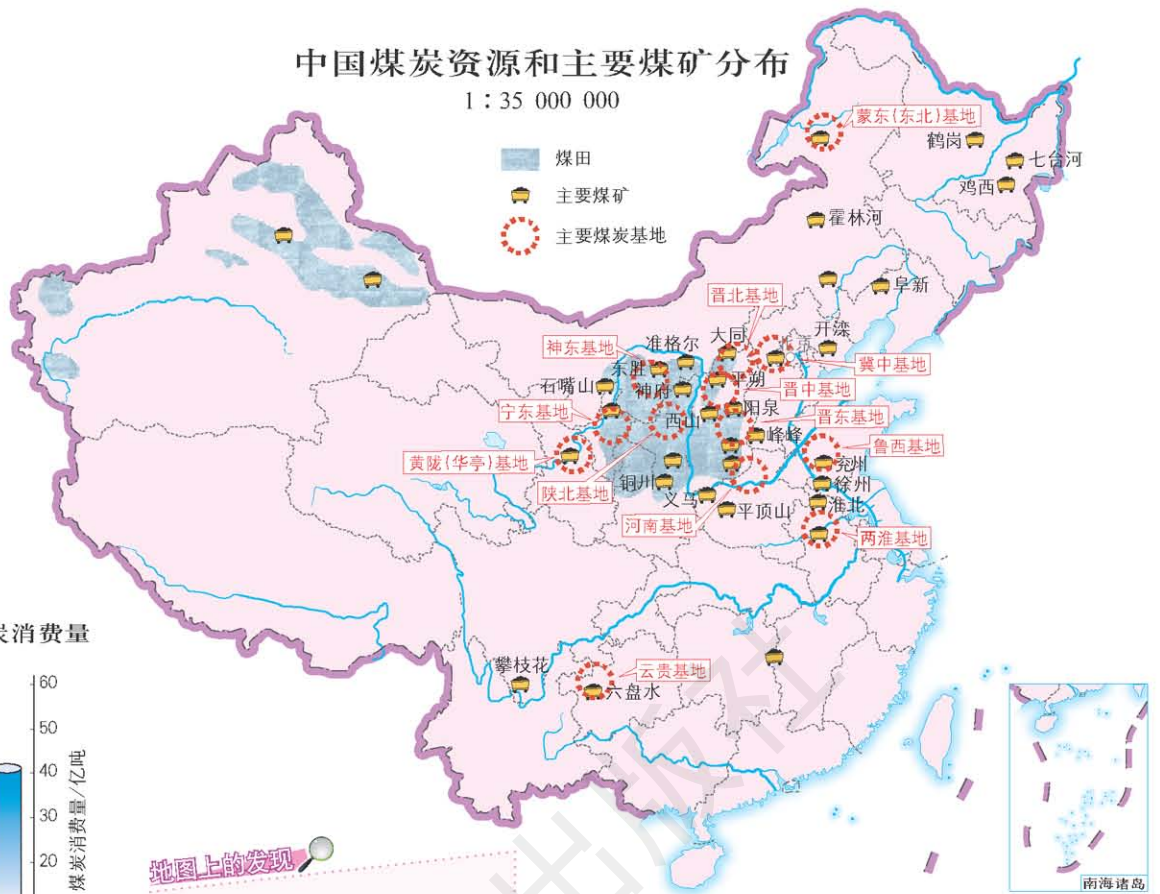 中国煤炭资源和主要煤矿分布
1：35 000 000
煤田
主要煤矿
主要煤炭基地
蒙东(东北)基地
鹤岗
七台河
鸡西
霍林河
阜新
晋北基地
大同
开滦
北京
准格尔
神东基地
东胜
冀中基地
石嘴山
神府
平朔
晋中基地
宁东基地
西山
阳泉
晋东基地
峰峰
鲁西基地
黄陇(华亭)基地
兖州
陕北基地
铜川
徐州
义马
淮北
河南基地
平顶山
两淮基地
炭消费量
攀枝花
云贵基地
六盘水
60
50
40
30
20
煤炭消费量/亿吨
地图上的发现
出版社
南海诸岛